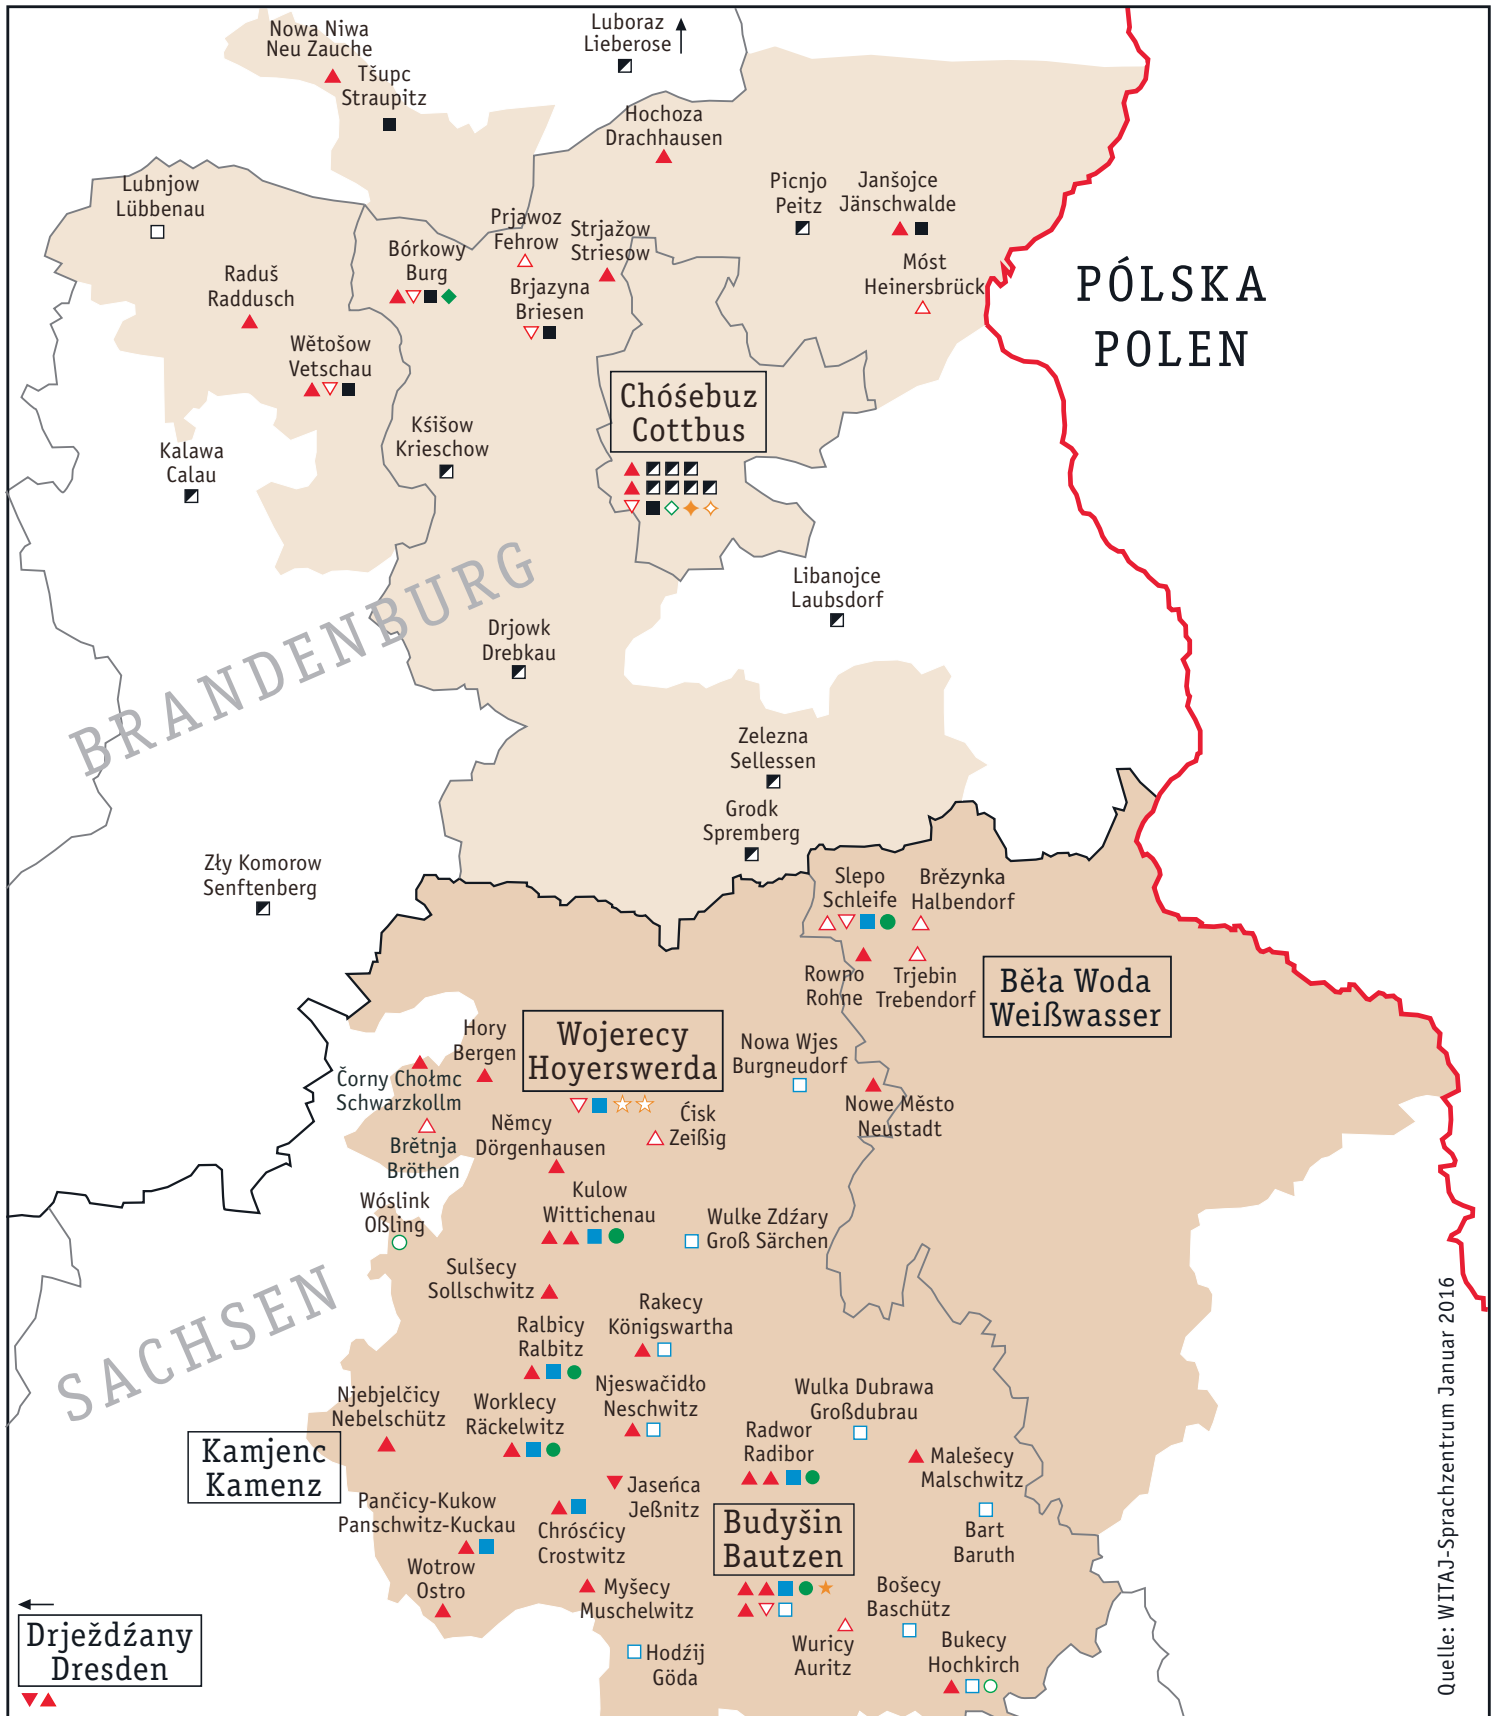 Nowa Niwa
Neu Zauche
Tšupc
Straupitz
Luboraz
Lieberose
Hochoza
Drachhausen
Lubnjow
Lübbenau
Picnjo
Peitz
Janšojce
Jänschwalde
Prjawoz
Fehrow
Strjažow
Striesow
Bórkowy
Burg
Móst
Heinersbrück
PÓLSKA
POLEN
Raduš
Raddusch
Brjazyna
Briesen
Wětošow
Vetschau
Chóśebuz
Cottbus
Kśišow
Krieschow
Kalawa
Calau
BRANDENBURG
Libanojce
Laubsdorf
Drjowk
Drebkau
Zelezna
Sellessen
Grodk
Spremberg
Zły Komorow
Senftenberg
Slepo
Schleife
Brězynka
Halbendorf
Rowno
Rohne
Trjebin
Trebendorf
Běła Woda
Weißwasser
Hory
Bergen
Wojerecy
Hoyerswerda
Nowa Wjes
Burgneudorf
Čorny Chołmc
Schwarzkollm
Nowe Město
Neustadt
Němcy
Dörgenhausen
Ćisk
Zeißig
Brětnja
Bröthen
Wóslink
Oßling
Kulow
Wittichenau
Wulke Zdźary
Groß Särchen
Sulšecy
Sollschwitz
SACHSEN
Rakecy
Königswartha
Ralbicy
Ralbitz
Njebjelčicy
Nebelschütz
Worklecy
Räckelwitz
Njeswačidło
Neschwitz
Wulka Dubrawa
Großdubrau
Radwor
Radibor
Kamjenc
Kamenz
Malešecy
Malschwitz
Jaseńca
Jeßnitz
Pančicy-Kukow
Panschwitz-Kuckau
Chrósćicy
Crostwitz
Budyšin
Bautzen
Bart
Baruth
Wotrow
Ostro
Myšecy
Muschelwitz
Bošecy
Baschütz
Drježdźany
Dresden
Hodźij
Göda
Wuricy
Auritz
Bukecy
Hochkirch
Quelle: WITAJ-Sprachzentrum Januar 2016